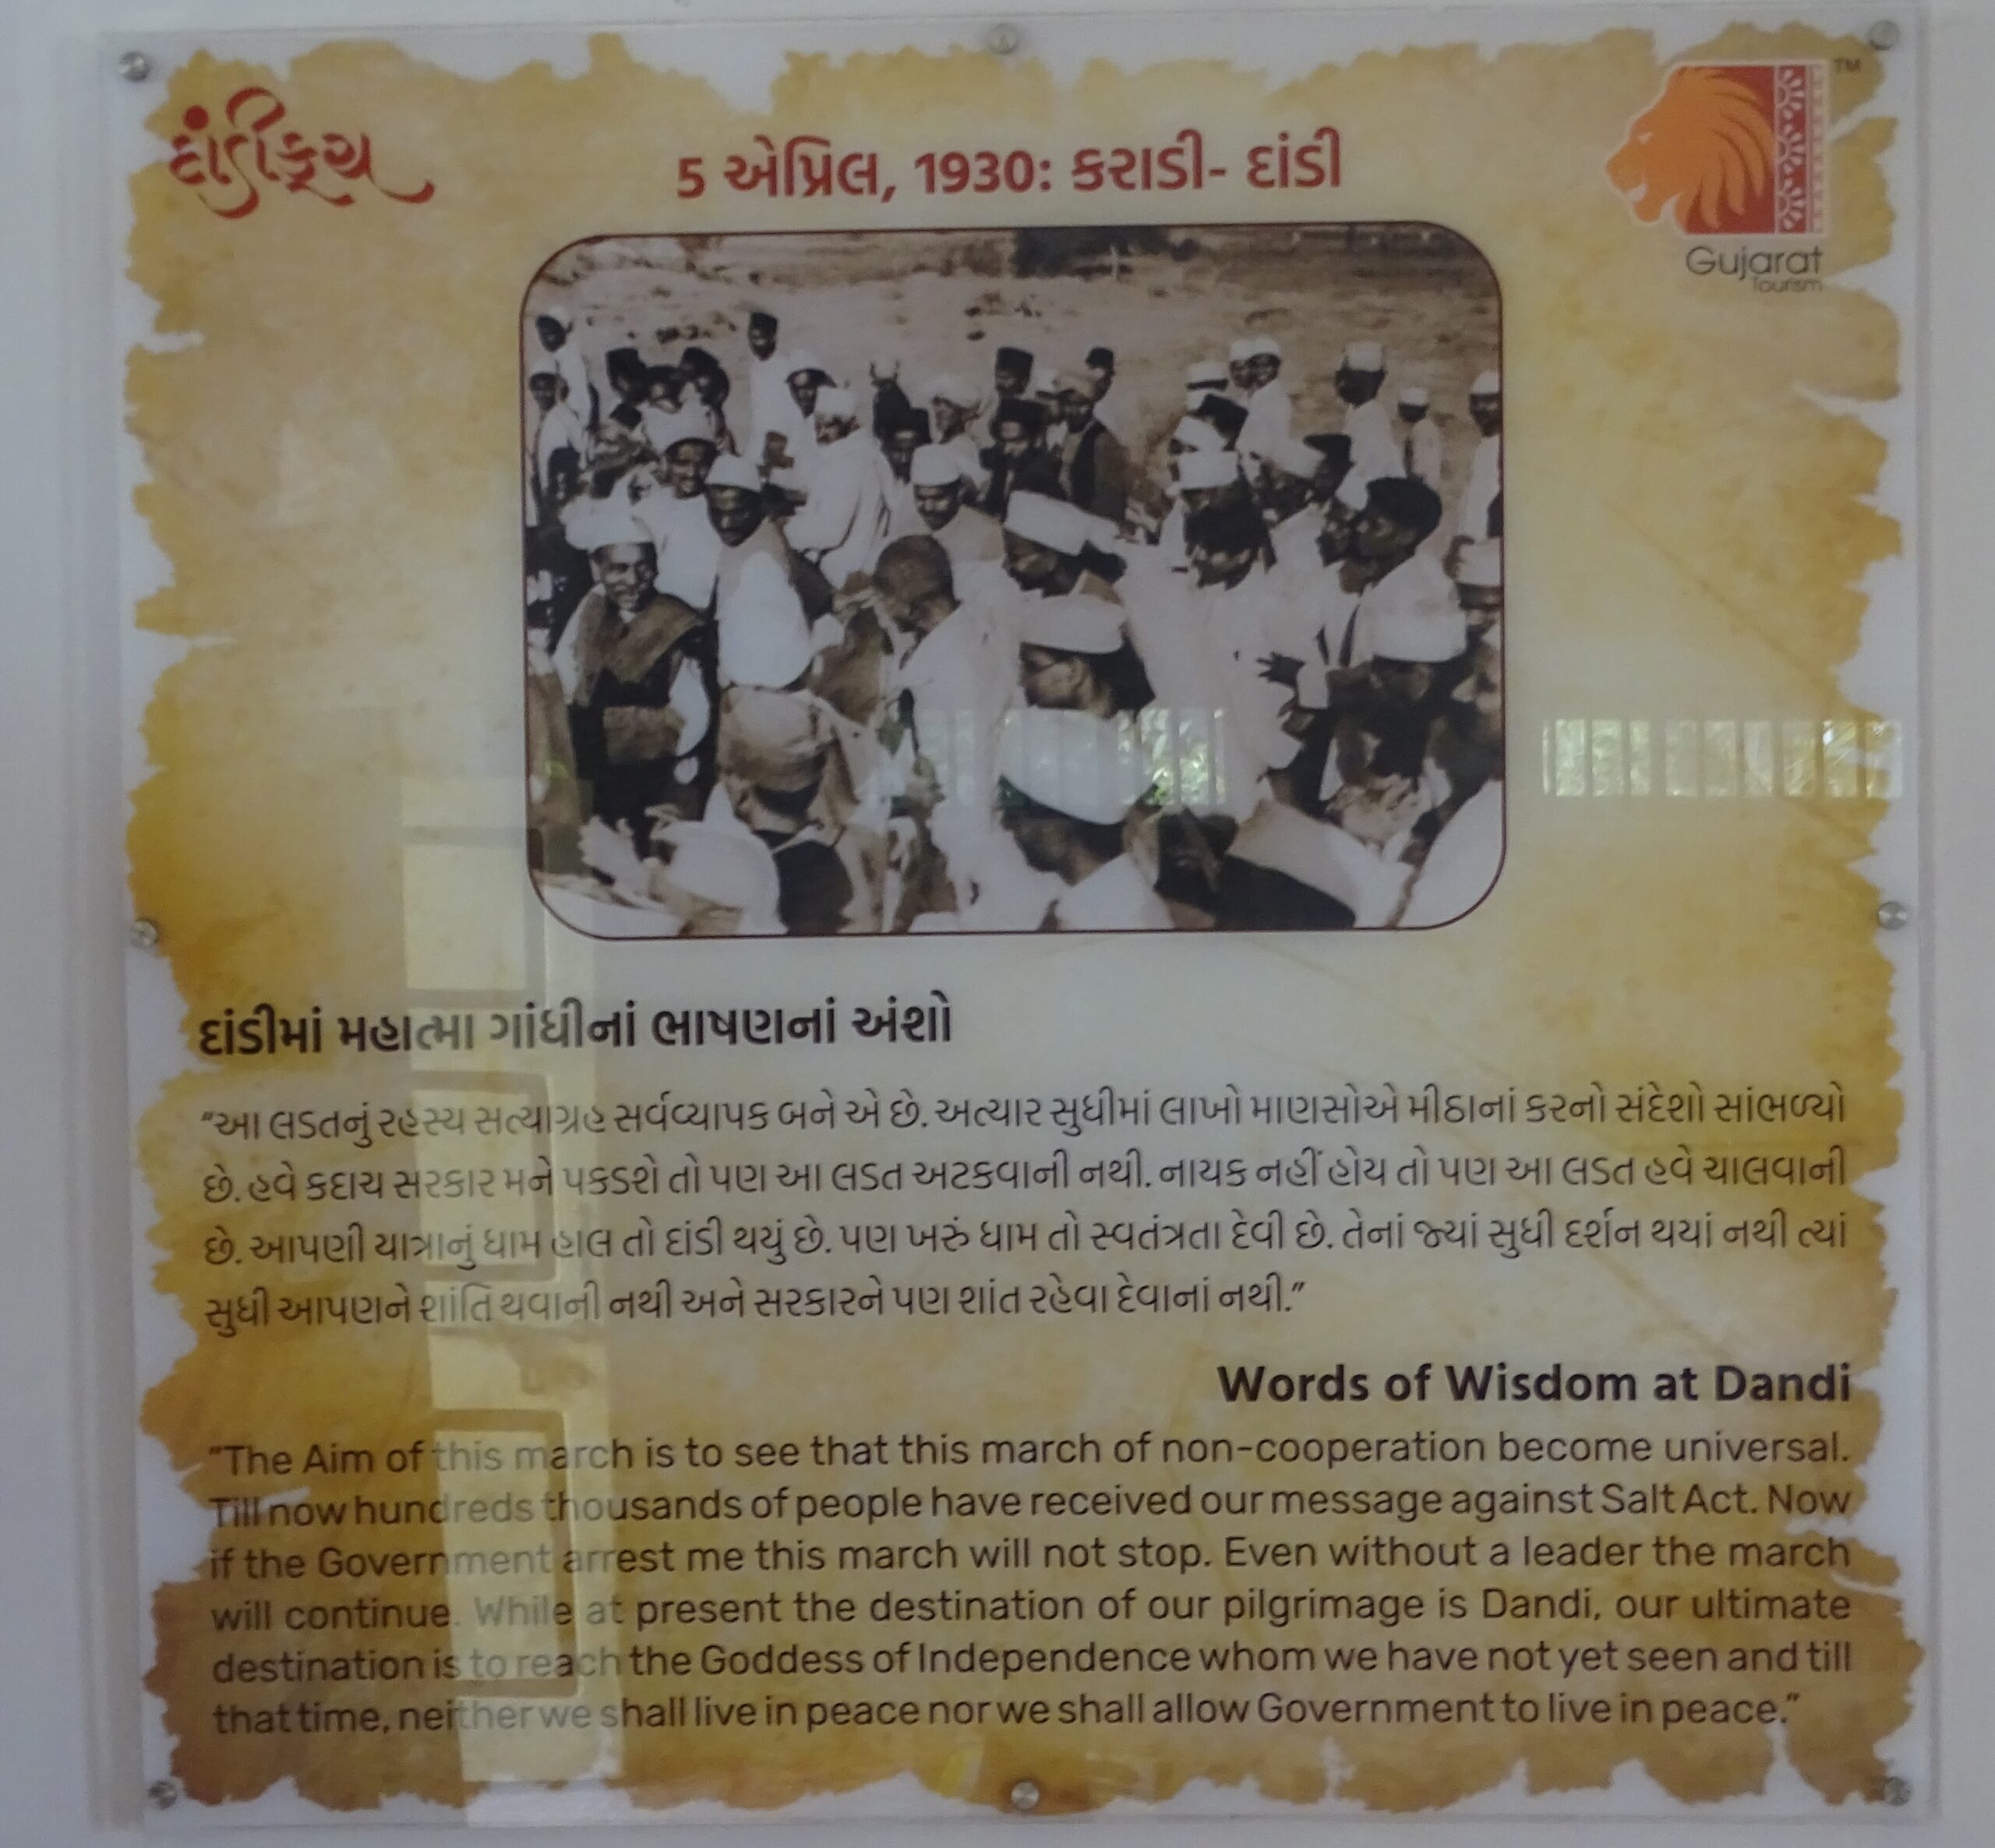 દાંડીકૂચ
5 એપ્રિલ, 1930: કરાડી- દાંડી
TM
Gujarat
Tourism
દાંડીમાં મહાત્મા ગાંધીનાં ભાષણનાં અંશો
"આ લડતનું રહસ્ય સત્યાગ્રહ સર્વવ્યાપક બને એ છે. અત્યાર સુધીમાં લાખો માણસોએ મીઠાનાં કરનો સંદેશો સાંભળ્યો
છે. હવે કદાચ સરકાર મને પકડશે તો પણ આ લડત અટકવાની નથી. નાયક નહીં હોય તો પણ આ લડત હવે ચાલવાની
છે. આપણી યાત્રાનું ધામ હાલ તો દાંડી થયું છે. પણ ખરું ધામ તો સ્વતંત્રતા દેવી છે. તેનાં જ્યાં સુધી દર્શન થયાં નથી ત્યાં
સુધી આપણને શાંતિ થવાની નથી અને સરકારને પણ શાંત રહેવા દેવાનાં નથી."
Words of Wisdom at Dandi
"The Aim of this march is to see that this march of non-cooperation become universal.
Till now hundreds thousands of people have received our message against Salt Act. Now
if the Government arrest me this march will not stop. Even without a leader the march
will continue. While at present the destination of our pilgrimage is Dandi, our ultimate
destination is to reach the Goddess of Independence whom we have not yet seen and till
that time, neither we shall live in peace nor we shall allow Government to live in peace."